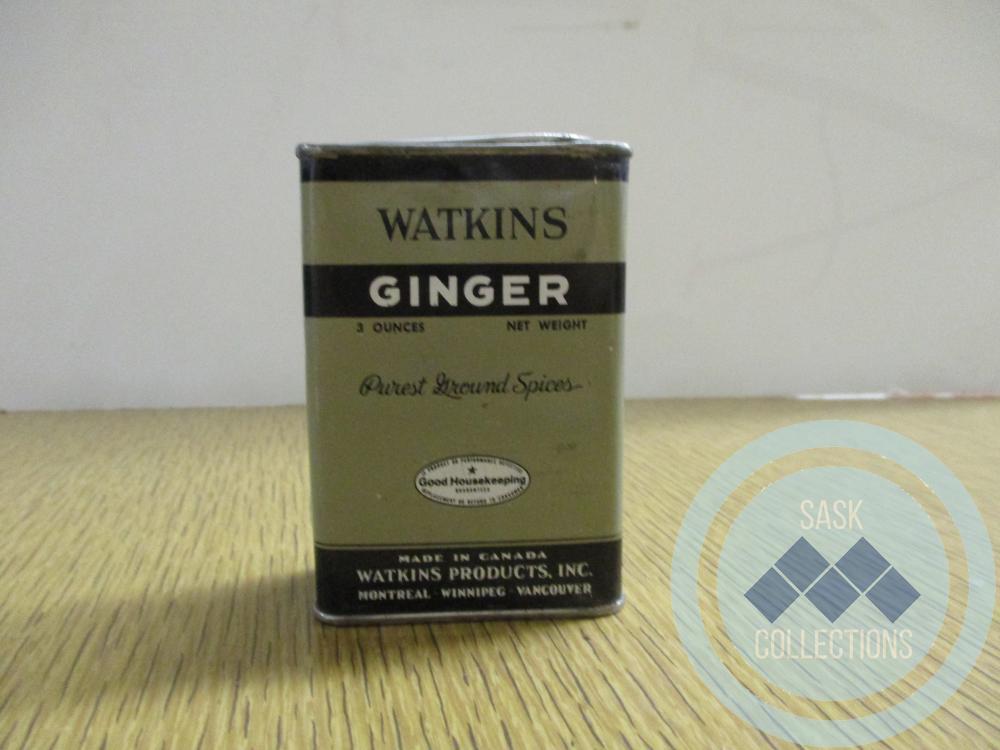 WATKINS
GINGER
3 OUNCES NET WEIGHT
Purest Ground Spices
Good Housekeeping
MADE IN CANADA
WATKINS PRODUCTS, INC.
MONTREAL WINNIPEG VANCOUVER
SASK
COLLECTIONS